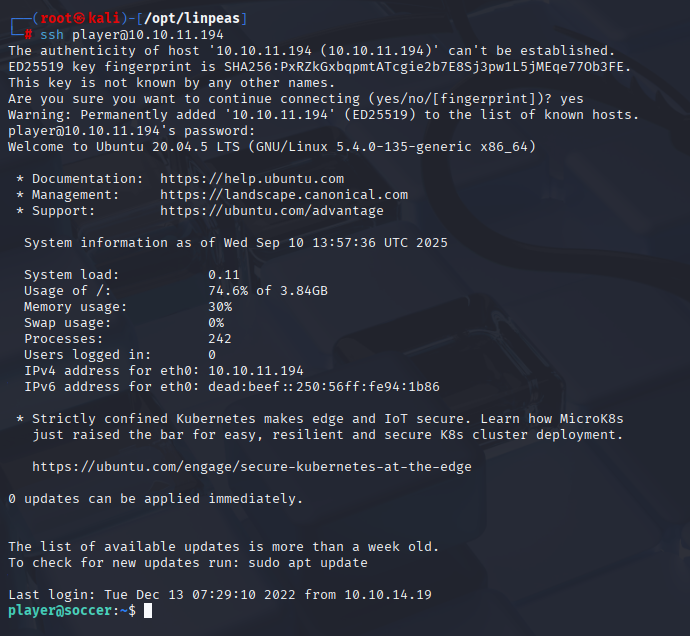 ┌──(root㉿kali)-[/opt/linpeas]
└─# ssh player@10.10.11.194
The authenticity of host '10.10.11.194 (10.10.11.194)' can't be established.
ED25519 key fingerprint is SHA256:PxRZkGxbqpmtATcgie2b7E8Sj3pw1L5jMEqe77Ob3FE.
This key is not known by any other names.
Are you sure you want to continue connecting (yes/no/[fingerprint])? yes
Warning: Permanently added '10.10.11.194' (ED25519) to the list of known hosts.
player@10.10.11.194's password:
Welcome to Ubuntu 20.04.5 LTS (GNU/Linux 5.4.0-135-generic x86_64)

 * Documentation:  https://help.ubuntu.com
 * Management:     https://landscape.canonical.com
 * Support:        https://ubuntu.com/advantage

  System information as of Wed Sep 10 13:57:36 UTC 2025

  System load:           0.11
  Usage of /:            74.6% of 3.84GB
  Memory usage:          30%
  Swap usage:            0%
  Processes:             242
  Users logged in:       0
  IPv4 address for eth0: 10.10.11.194
  IPv6 address for eth0: dead:beef::250:56ff:fe94:1b86

 * Strictly confined Kubernetes makes edge and IoT secure. Learn how MicroK8s
   just raised the bar for easy, resilient and secure K8s cluster deployment.

   https://ubuntu.com/engage/secure-kubernetes-at-the-edge

0 updates can be applied immediately.


The list of available updates is more than a week old.
To check for new updates run: sudo apt update

Last login: Tue Dec 13 07:29:10 2022 from 10.10.14.19
player@soccer:~$